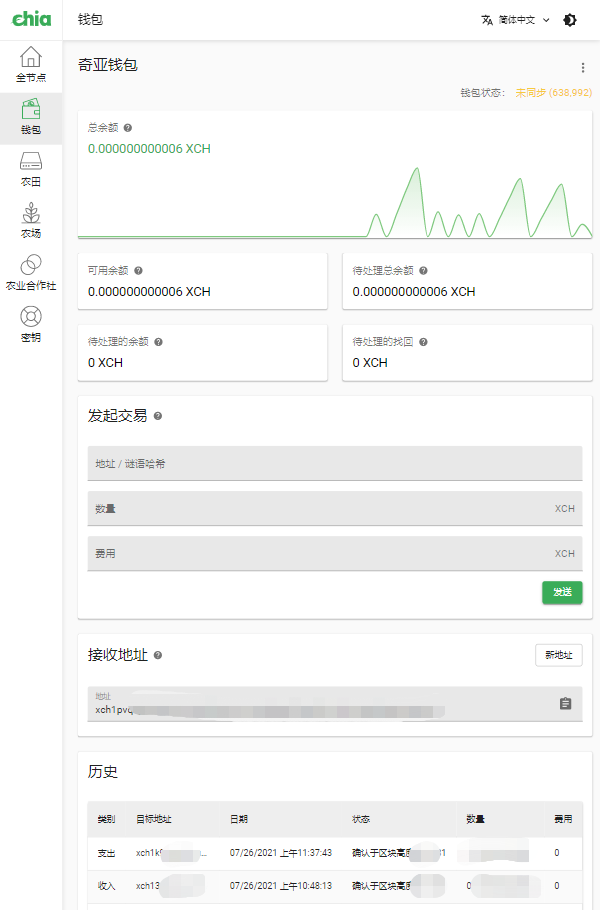 chia
钱包
简体中文
全节点
钱包
农田
农场
农业合作社
密钥
奇亚钱包
钱包状态: 未同步 (638,992)
总余额
0.000000000006 XCH
可用余额
0.000000000006 XCH
待处理总余额
0.000000000006 XCH
待处理的余额
0 XCH
待处理的找回
0 XCH
发起交易
地址 / 谜语哈希
数量 XCH
费用 XCH
发送
接收地址
新地址
地址
xch1pvq
历史
类别 目标地址 日期 状态 数量 费用
支出 xch1k ... 07/26/2021 上午11:37:43 确认于区块高度 0
收入 xch13 07/26/2021 上午10:48:13 确认于区块高度 0 0